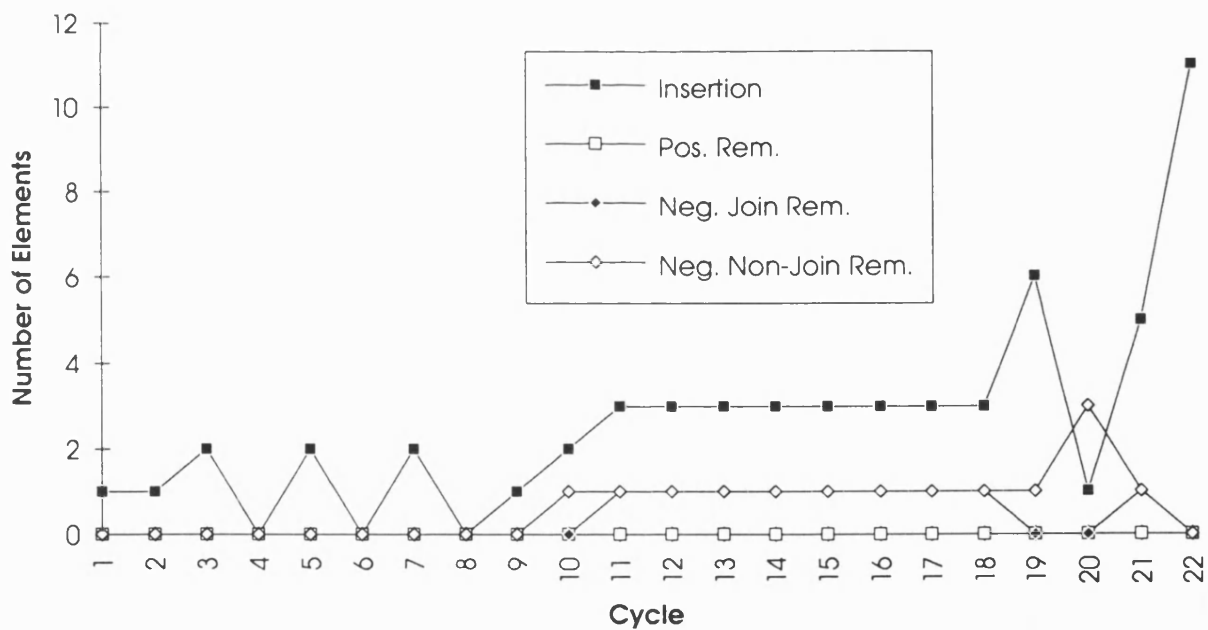 12
10
8
6
4
2
0
Number of Elements
Insertion
Pos. Rem.
Neg. Join Rem.
Neg. Non-Join Rem.
1 2 3 4 5 6 7 8 9 10 11 12 13 14 15 16 17 18 19 20 21 22
Cycle